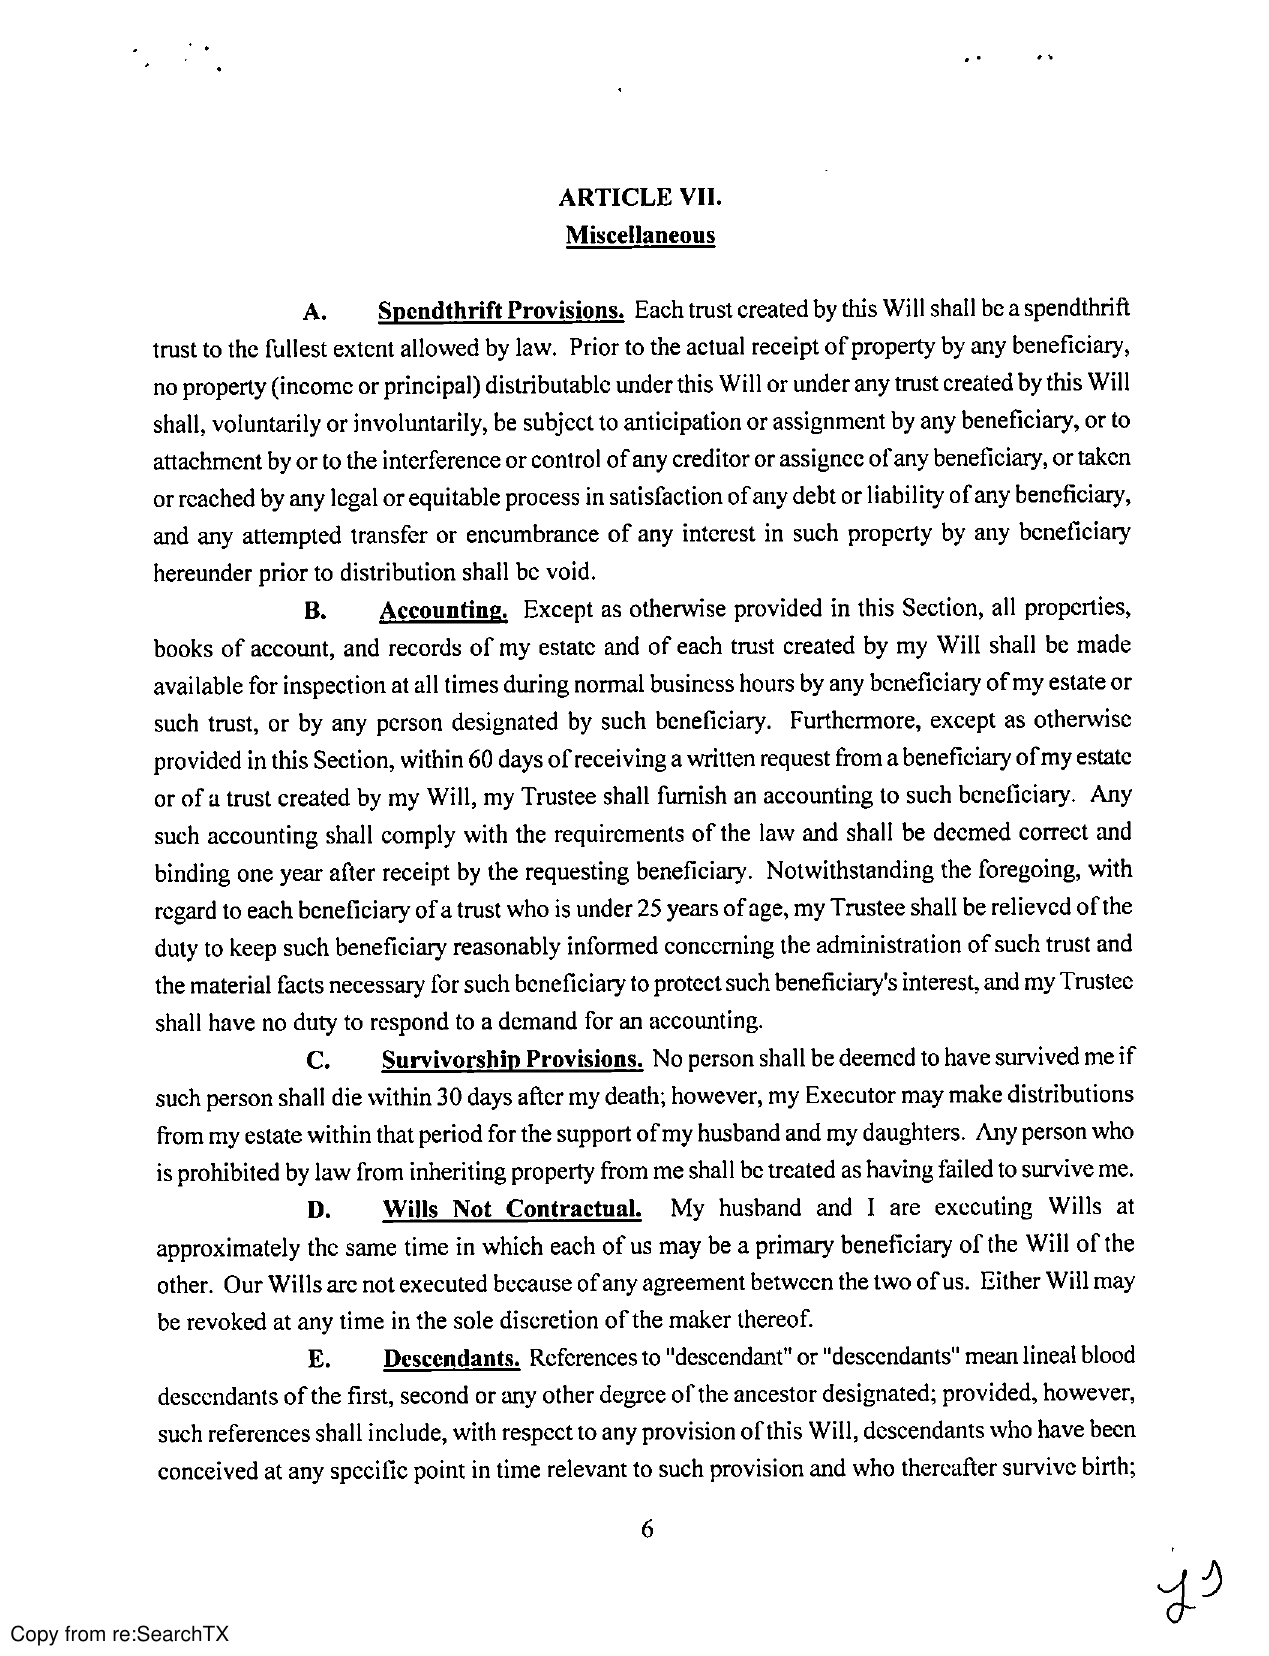 ARTICLE VII.
Miscellaneous
A. Spendthrift Provisions. Each trust created by this Will shall be a spendthrift
trust to the fullest extent allowed by law. Prior to the actual receipt of property by any beneficiary,
no property (income or principal) distributable under this Will or under any trust created by this Will
shall, voluntarily or involuntarily, be subject to anticipation or assignment by any beneficiary, or to
attachment by or to the interference or control of any creditor or assignee of any beneficiary, or taken
or reached by any legal or equitable process in satisfaction of any debt or liability of any beneficiary,
and any attempted transfer or encumbrance of any interest in such property by any beneficiary
hereunder prior to distribution shall be void.
B. Accounting. Except as otherwise provided in this Section, all properties,
books of account, and records of my estate and of each trust created by my Will shall be made
available for inspection at all times during normal business hours by any beneficiary of my estate or
such trust, or by any person designated by such beneficiary. Furthermore, except as otherwise
provided in this Section, within 60 days of receiving a written request from a beneficiary of my estate
or of a trust created by my Will, my Trustee shall furnish an accounting to such beneficiary. Any
such accounting shall comply with the requirements of the law and shall be deemed correct and
binding one year after receipt by the requesting beneficiary. Notwithstanding the foregoing, with
regard to each beneficiary of a trust who is under 25 years of age, my Trustee shall be relieved of the
duty to keep such beneficiary reasonably informed concerning the administration of such trust and
the material facts necessary for such beneficiary to protect such beneficiary's interest, and my Trustee
shall have no duty to respond to a demand for an accounting.
C. Survivorship Provisions. No person shall be deemed to have survived me if
such person shall die within 30 days after my death; however, my Executor may make distributions
from my estate within that period for the support of my husband and my daughters. Any person who
is prohibited by law from inheriting property from me shall be treated as having failed to survive me.
D. Wills Not Contractual. My husband and I are executing Wills at
approximately the same time in which each of us may be a primary beneficiary of the Will of the
other. Our Wills are not executed because of any agreement between the two of us. Either Will may
be revoked at any time in the sole discretion of the maker thereof.
E. Descendants. References to "descendant" or "descendants" mean lineal blood
descendants of the first, second or any other degree of the ancestor designated; provided, however,
such references shall include, with respect to any provision of this Will, descendants who have been
conceived at any specific point in time relevant to such provision and who thereafter survive birth;
6
Copy from re:SearchTX